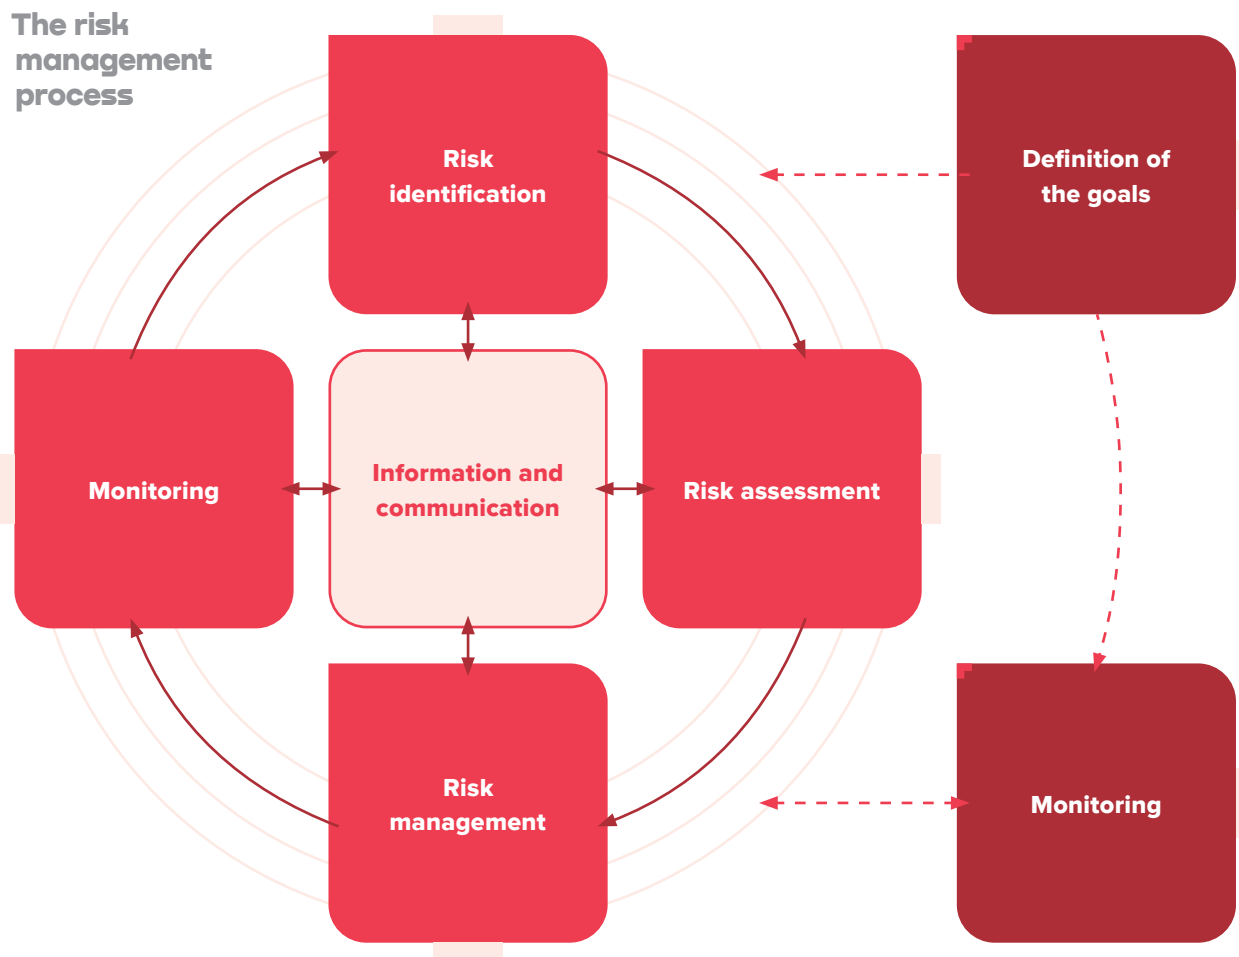 The risk
management
process
Risk
identification
Definition of
the goals
Monitoring
Information and
communication
Risk assessment
Risk
management
Monitoring